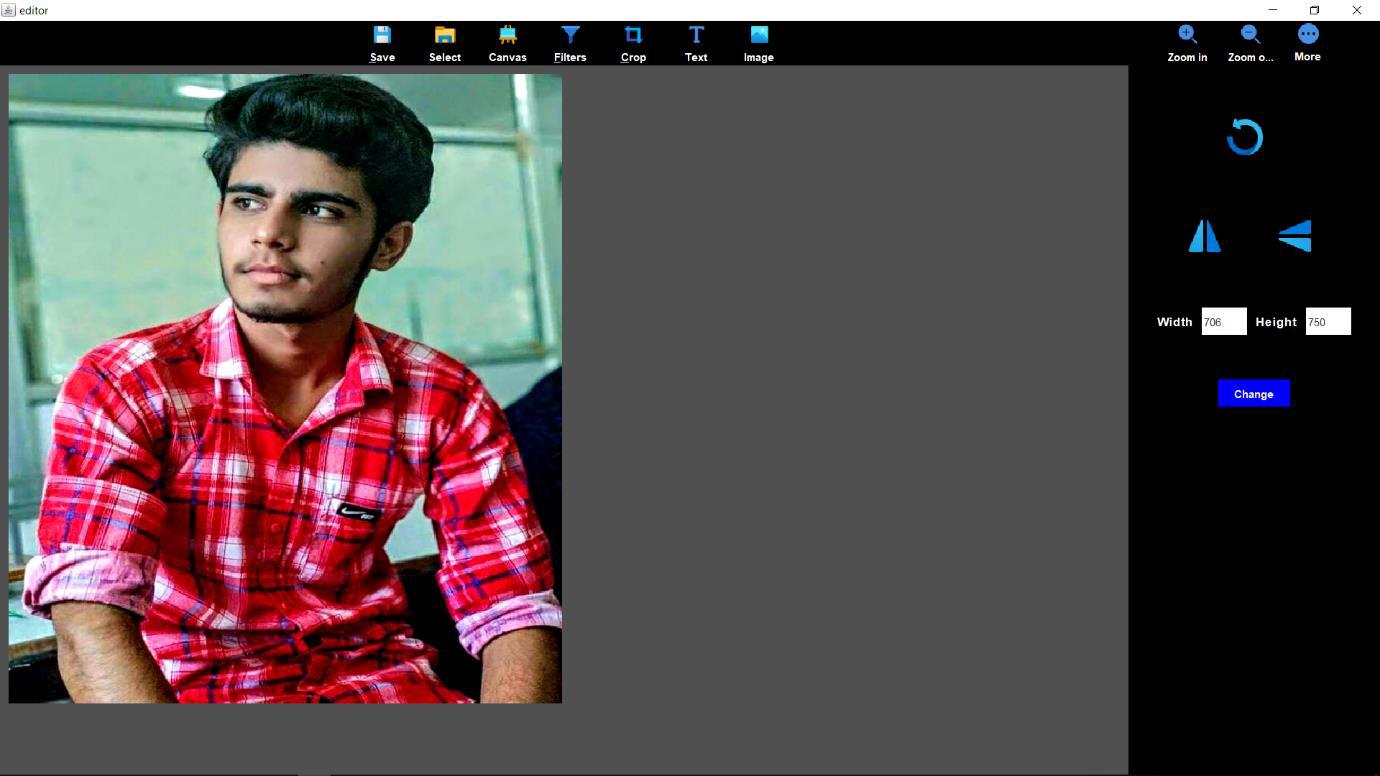 editor
Save
Select
Canvas
Filters
Crop
Text
Image
Zoom in
Zoom o...
More
Width 706 Height 750
Change